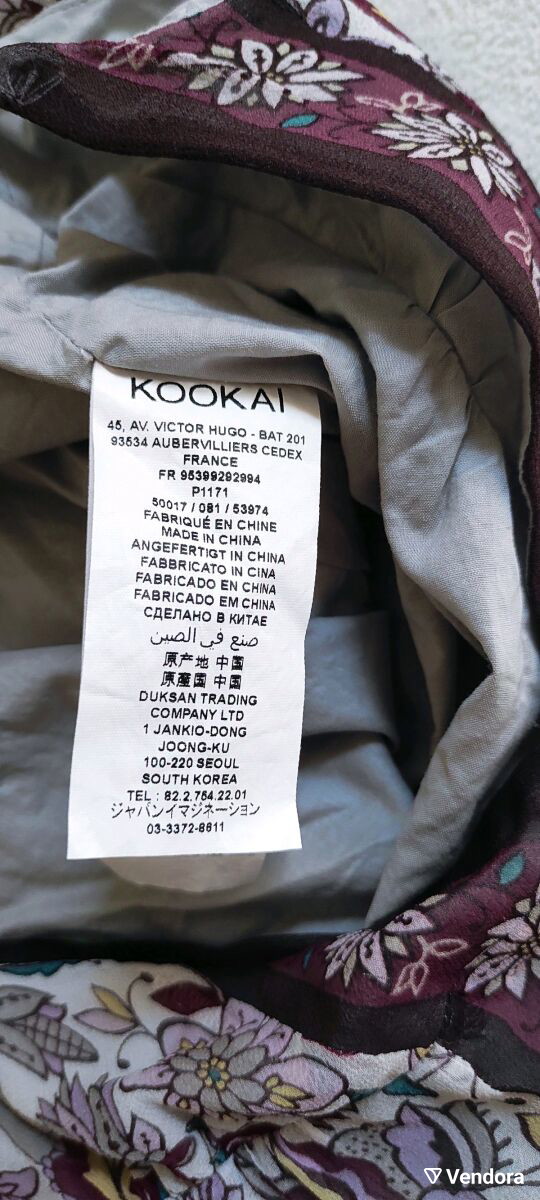 KOOKAI
45, AV. VICTOR HUGO - BAT 201
93534 AUBERVILLIERS CEDEX
FRANCE
FR 95399292994
P1171
50017 / 081 / 53974
FABRIQUÉ EN CHINE
MADE IN CHINA
ANGEFERTIGT IN CHINA
FABBRICATO IN CINA
FABRICADO EN CHINA
FABRICADO EM CHINA
СДЕЛАНО В КИТАЕ
صنع في الصين
原产地 中国
原產國 中国
DUKSAN TRADING
COMPANY LTD
1 JANKIO-DONG
JOONG-KU
100-220 SEOUL
SOUTH KOREA
TEL : 82.2.764.22.01
ジャパンイマジネーション
03-3372-8611
Vendora